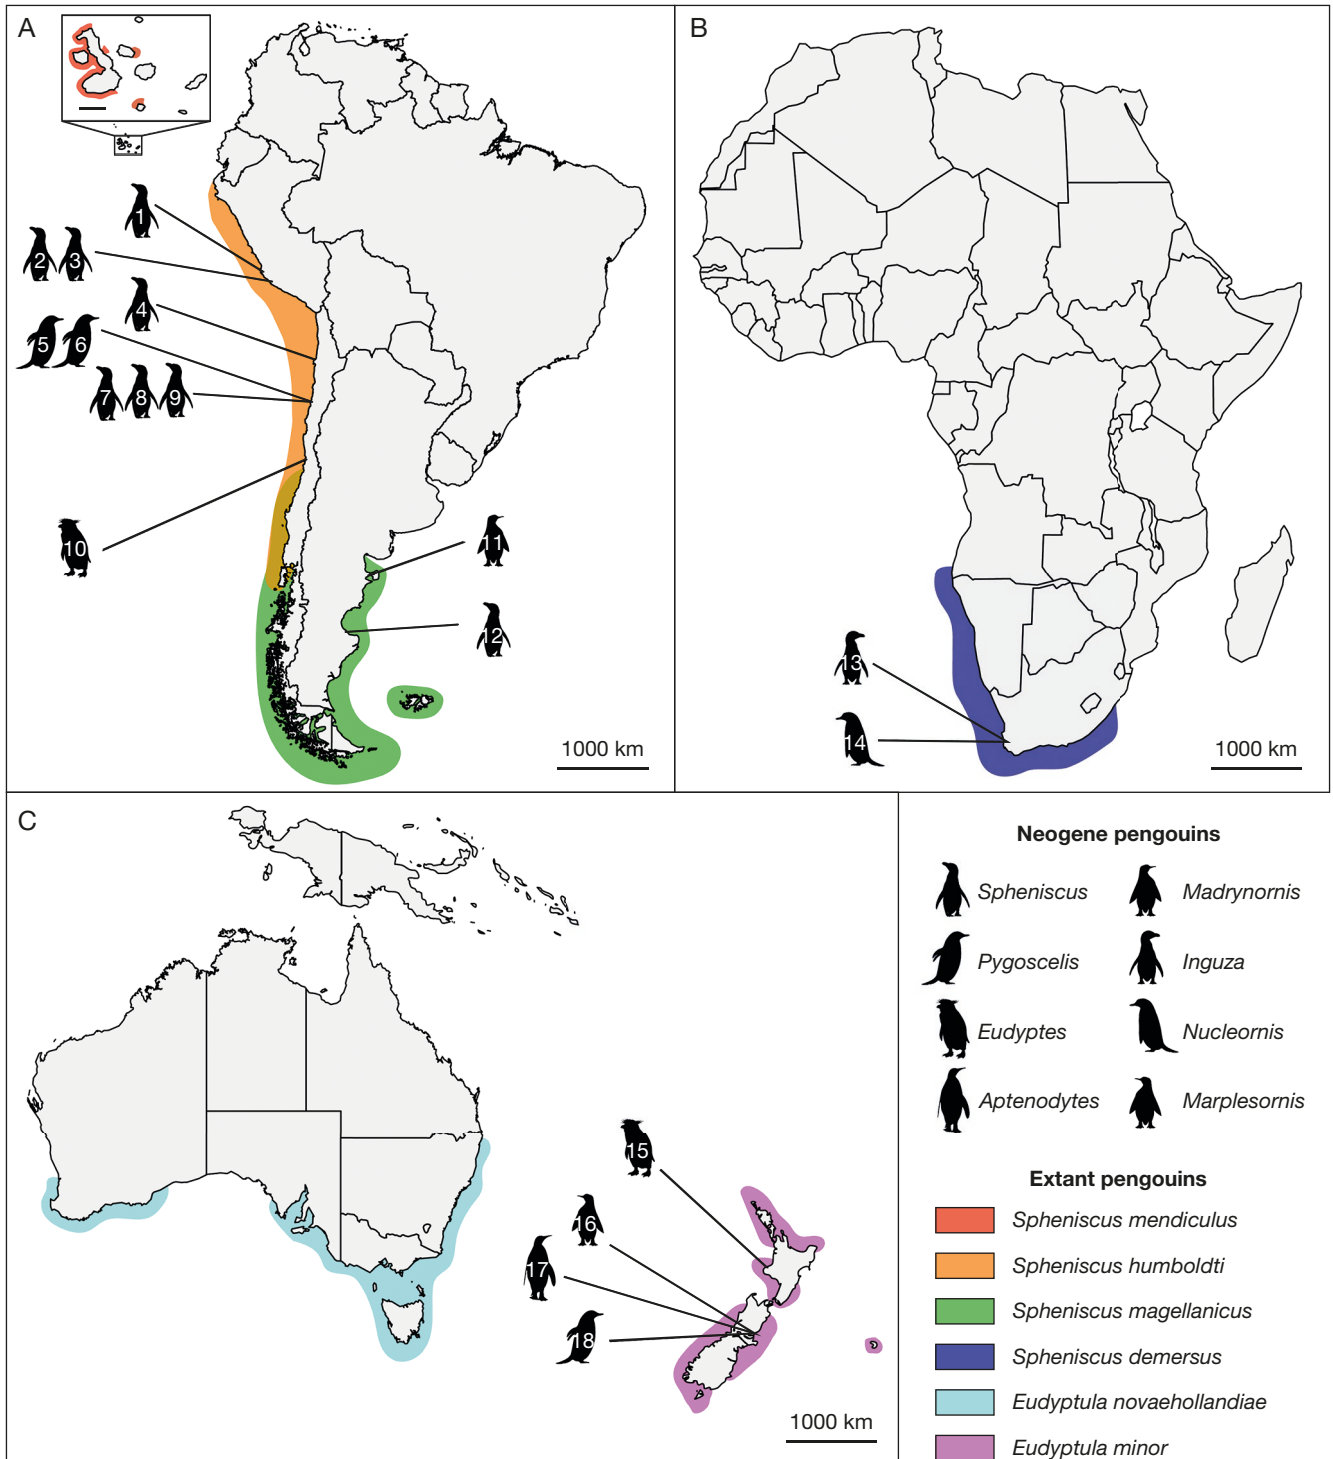 A
1
2 3
4
5 6
7 8 9
10
11
12
1000 km
B
13
14
1000 km
C
15
16
17
18
1000 km
Neogene pengouins
Spheniscus Madrynornis
Pygoscelis Inguza
Eudyptes Nucleornis
Aptenodytes Marplesornis
Extant pengouins
Spheniscus mendiculus
Spheniscus humboldti
Spheniscus magellanicus
Spheniscus demersus
Eudyptula novaehollandiae
Eudyptula minor